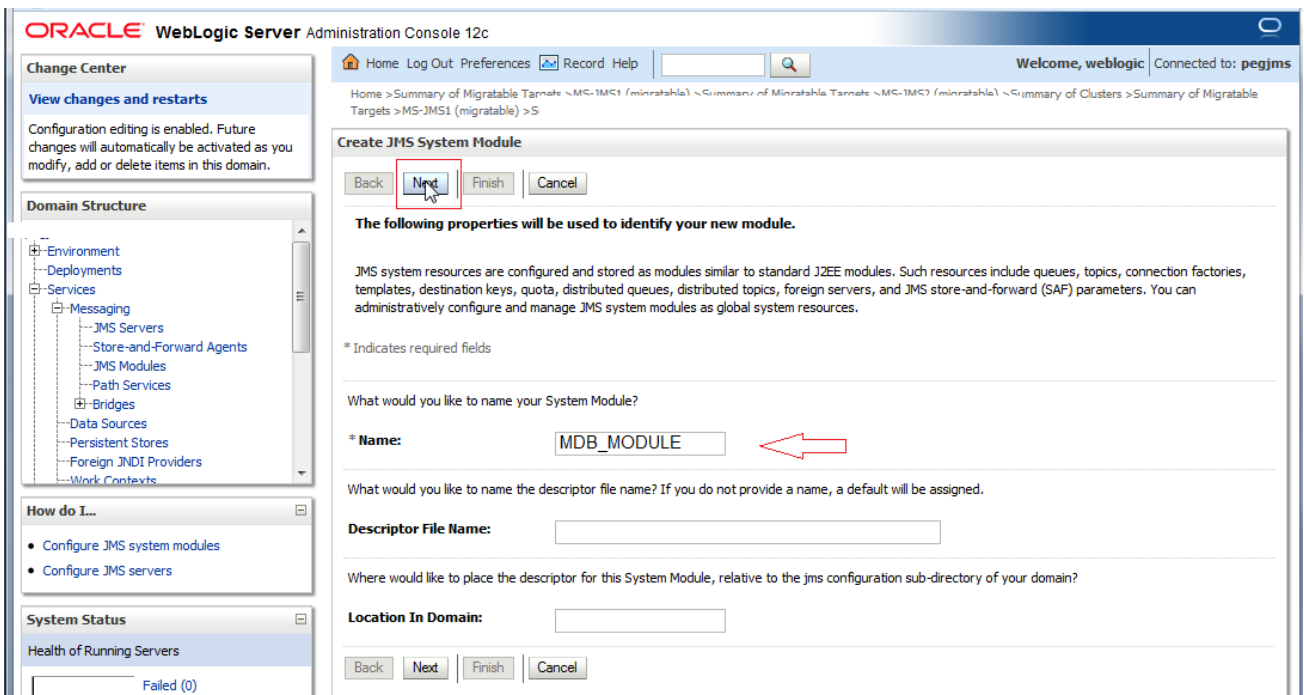 ORACLE WebLogic Server Administration Console 12c
Change Center
View changes and restarts
Configuration editing is enabled. Future
changes will automatically be activated as you
modify, add or delete items in this domain.
Domain Structure
Environment
Deployments
Services
Messaging
JMS Servers
Store-and-Forward Agents
JMS Modules
Path Services
Bridges
Data Sources
Persistent Stores
Foreign JNDI Providers
Work Contexts
How do I...
Configure JMS system modules
Configure JMS servers
System Status
Health of Running Servers
Failed (0)
Home Log Out Preferences Record Help
Welcome, weblogic Connected to: pegjms
Home >Summary of Migratable Targets >MS-JMS1 (migratable) >Summary of Migratable Targets >MS-JMS2 (migratable) >Summary of Clusters >Summary of Migratable
Targets >MS-JMS1 (migratable) >S
Create JMS System Module
Back Next Finish Cancel
The following properties will be used to identify your new module.
JMS system resources are configured and stored as modules similar to standard J2EE modules. Such resources include queues, topics, connection factories,
templates, destination keys, quota, distributed queues, distributed topics, foreign servers, and JMS store-and-forward (SAF) parameters. You can
administratively configure and manage JMS system modules as global system resources.
* Indicates required fields
What would you like to name your System Module?
* Name: MDB_MODULE
What would you like to name the descriptor file name? If you do not provide a name, a default will be assigned.
Descriptor File Name:
Where would like to place the descriptor for this System Module, relative to the jms configuration sub-directory of your domain?
Location In Domain:
Back Next Finish Cancel